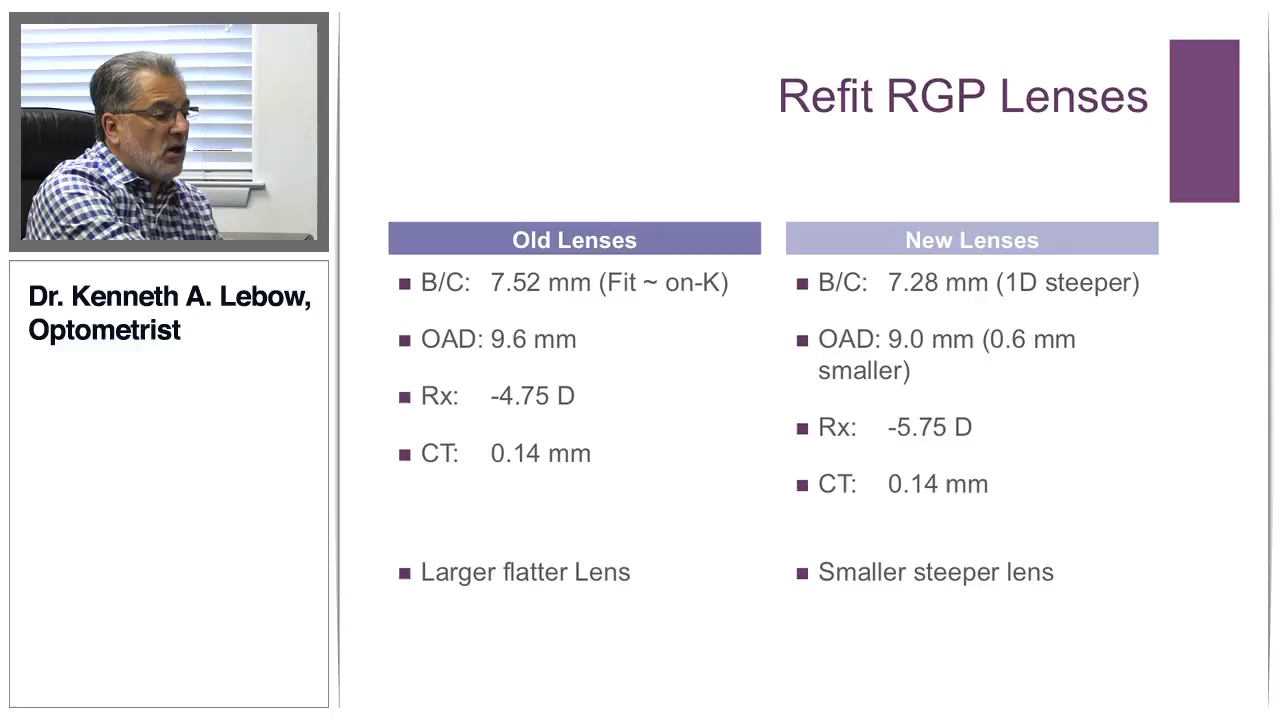 Refit RGP Lenses
Dr. Kenneth A. Lebow,
Optometrist
Old Lenses
B/C: 7.52 mm (Fit ~ on-K)
OAD: 9.6 mm
Rx: -4.75 D
CT: 0.14 mm
Larger flatter Lens
New Lenses
B/C: 7.28 mm (1D steeper)
OAD: 9.0 mm (0.6 mm
smaller)
Rx: -5.75 D
CT: 0.14 mm
Smaller steeper lens